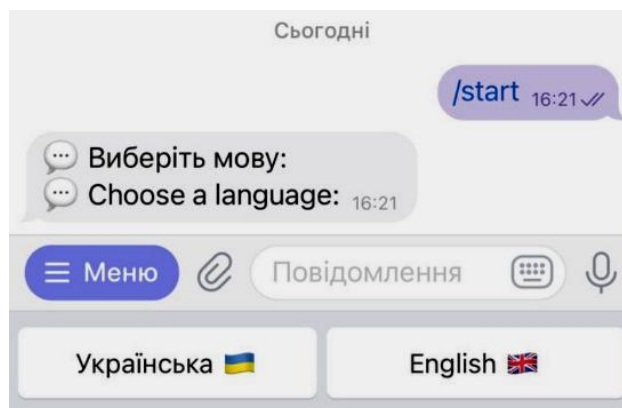 Сьогодні
/start 16:21
💬 Виберіть мову:
💬 Choose a language: 16:21
Меню Повідомлення
Українська 🇺🇦 English 🇬🇧